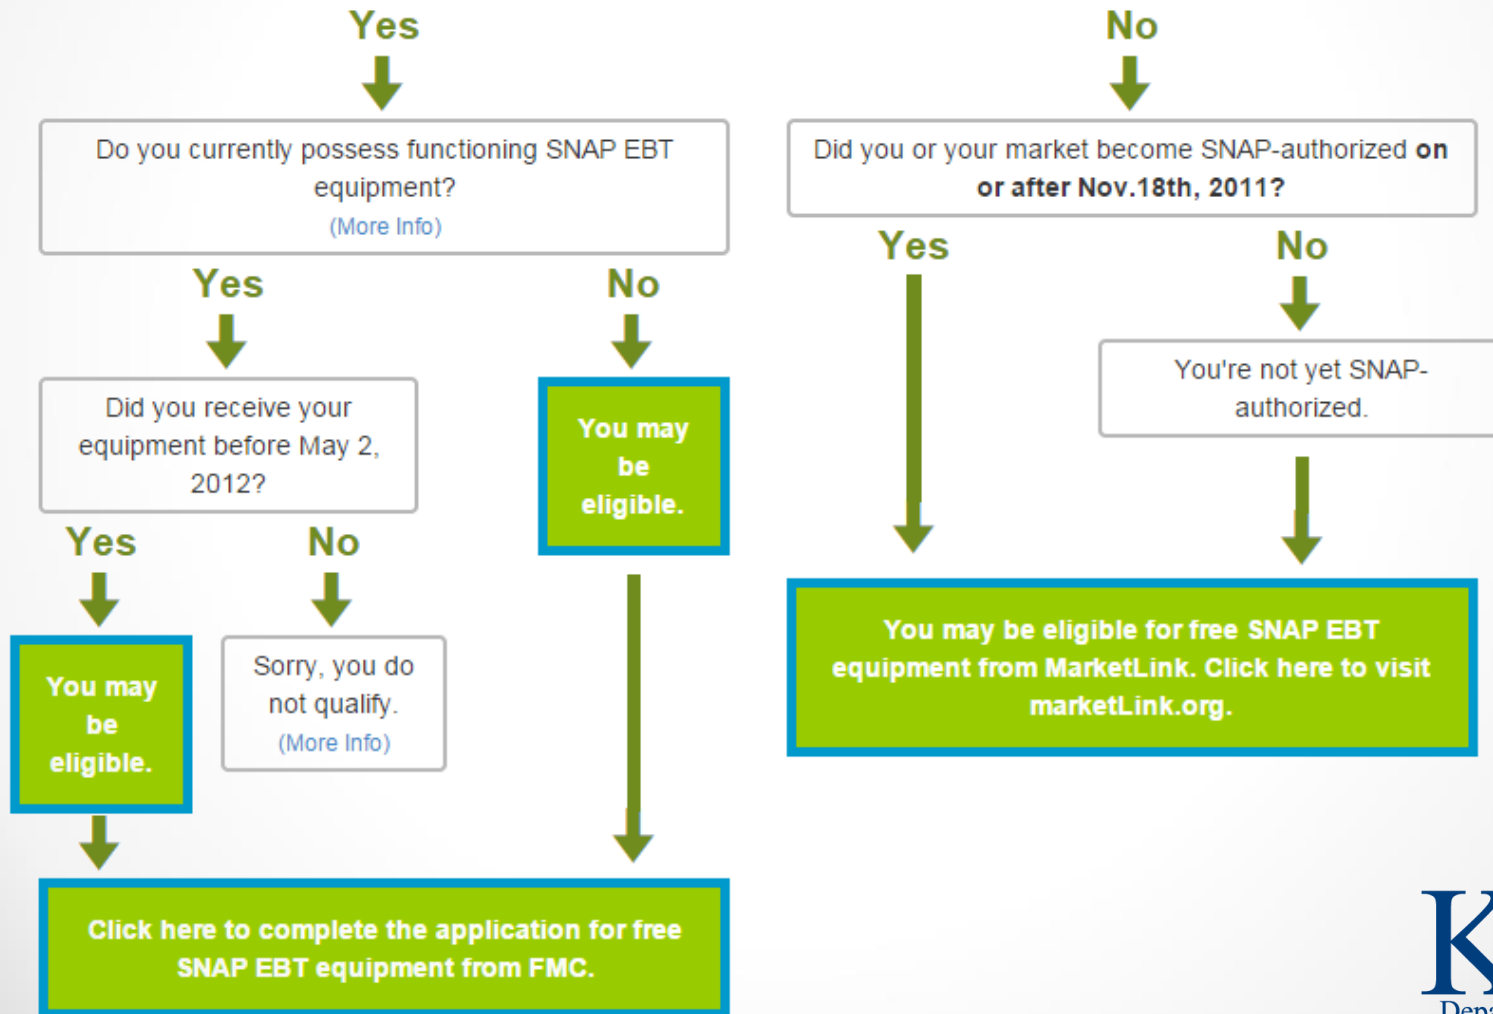 Yes
Do you currently possess functioning SNAP EBT
equipment?
(More Info)
Yes
No
Did you receive your
equipment before May 2,
2012?
You may
be
eligible.
Yes
No
You may
be
eligible.
Sorry, you do
not qualify.
(More Info)
Click here to complete the application for free
SNAP EBT equipment from FMC.
No
Did you or your market become SNAP-authorized on
or after Nov.18th, 2011?
Yes
No
You're not yet SNAP-
authorized.
You may be eligible for free SNAP EBT
equipment from MarketLink. Click here to visit
marketLink.org.
K